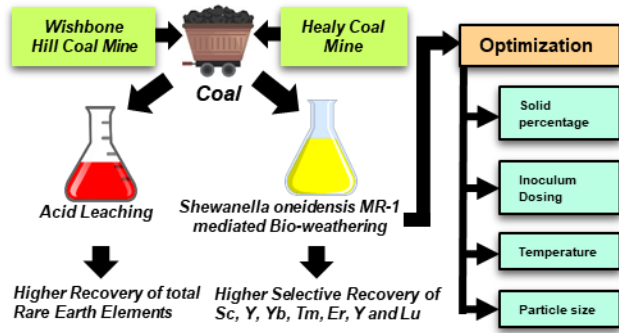 Wishbone
Hill Coal Mine
Healy Coal
Mine
Coal
Optimization
Solid
percentage
Inoculum
Dosing
Temperature
Particle size
Acid Leaching
Shewanella oneidensis MR-1
mediated Bio-weathering
Higher Recovery of total
Rare Earth Elements
Higher Selective Recovery of
Sc, Y, Yb, Tm, Er, Y and Lu